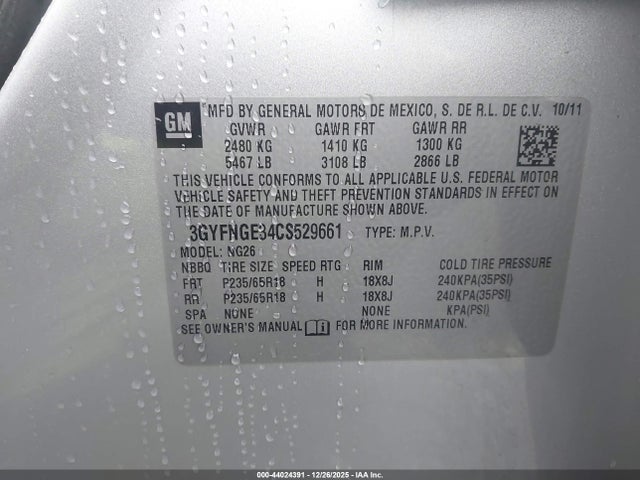 GM
MFD BY GENERAL MOTORS DE MEXICO, S. DE R.L. DE C.V. 10/11
GVWR GAWR FRT GAWR RR
2480 KG 1410 KG 1300 KG
5467 LB 3108 LB 2866 LB
THIS VEHICLE CONFORMS TO ALL APPLICABLE U.S. FEDERAL MOTOR
VEHICLE SAFETY AND THEFT PREVENTION STANDARDS IN EFFECT ON
THE DATE OF MANUFACTURE SHOWN ABOVE.
3GYFNGE34CS529661 TYPE: M.P.V.
MODEL: NG26
NBBQ TIRE SIZE SPEED RTG RIM COLD TIRE PRESSURE
FRT P235/65R18 H 18X8J 240KPA(35PSI)
RR P235/65R18 H 18X8J 240KPA(35PSI)
SPA NONE NONE KPA(PSI)
SEE OWNER'S MANUAL FOR MORE INFORMATION.
000-44024391 - 12/26/2025 - IAA Inc.